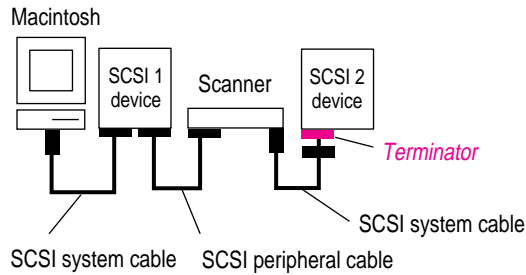 Macintosh
SCSI 1
device
Scanner
SCSI 2
device
Terminator
SCSI system cable
SCSI system cable
SCSI peripheral cable